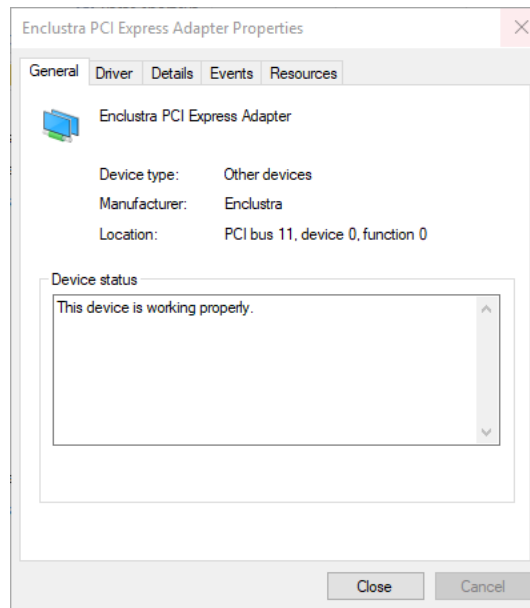 Enclustra PCI Express Adapter Properties
General Driver Details Events Resources
Enclustra PCI Express Adapter
Device type: Other devices
Manufacturer: Enclustra
Location: PCI bus 11, device 0, function 0
Device status
This device is working properly.
Close Cancel